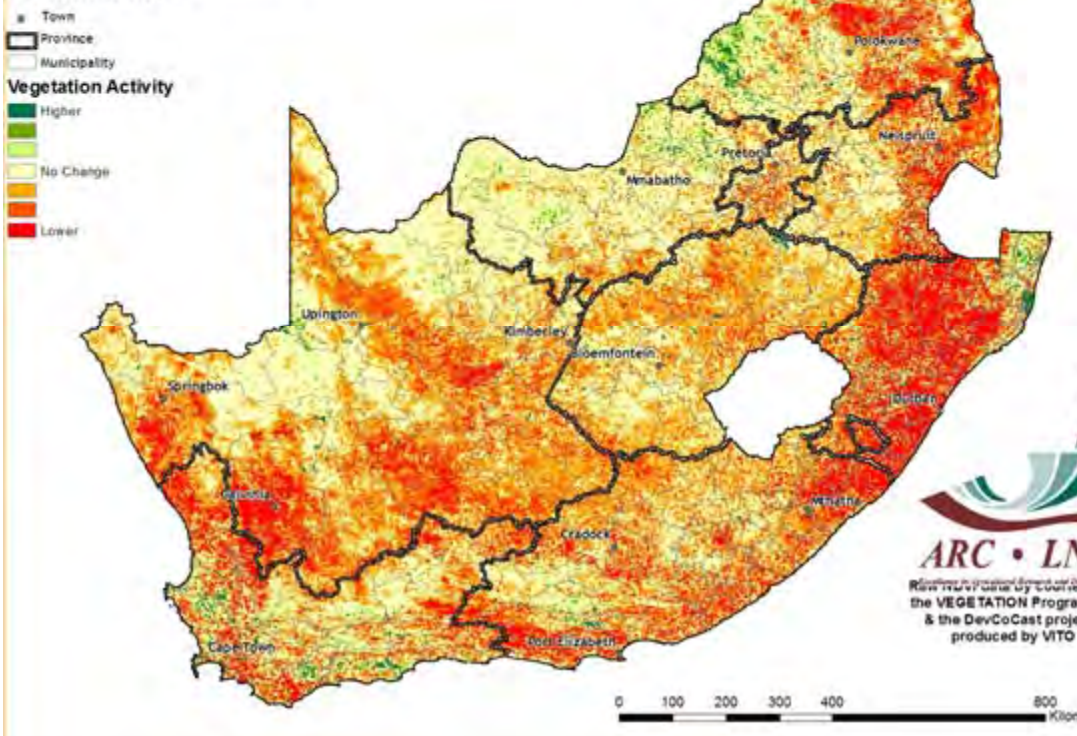 Town
Province
Municipality
Vegetation Activity
Higher
No Change
Lower
Polokwane
Nelspruit
Pretoria
Mmabatho
Upington
Kimberley
Bloemfontein
Springbok
Durban
Calvinia
Mthatha
Cradock
Port Elizabeth
Cape Town
ARC • LN
Raw NDVI data by courte
the VEGETATION Progra
& the DevCoCast proje
produced by VITO
0 100 200 300 400 800
Kilon